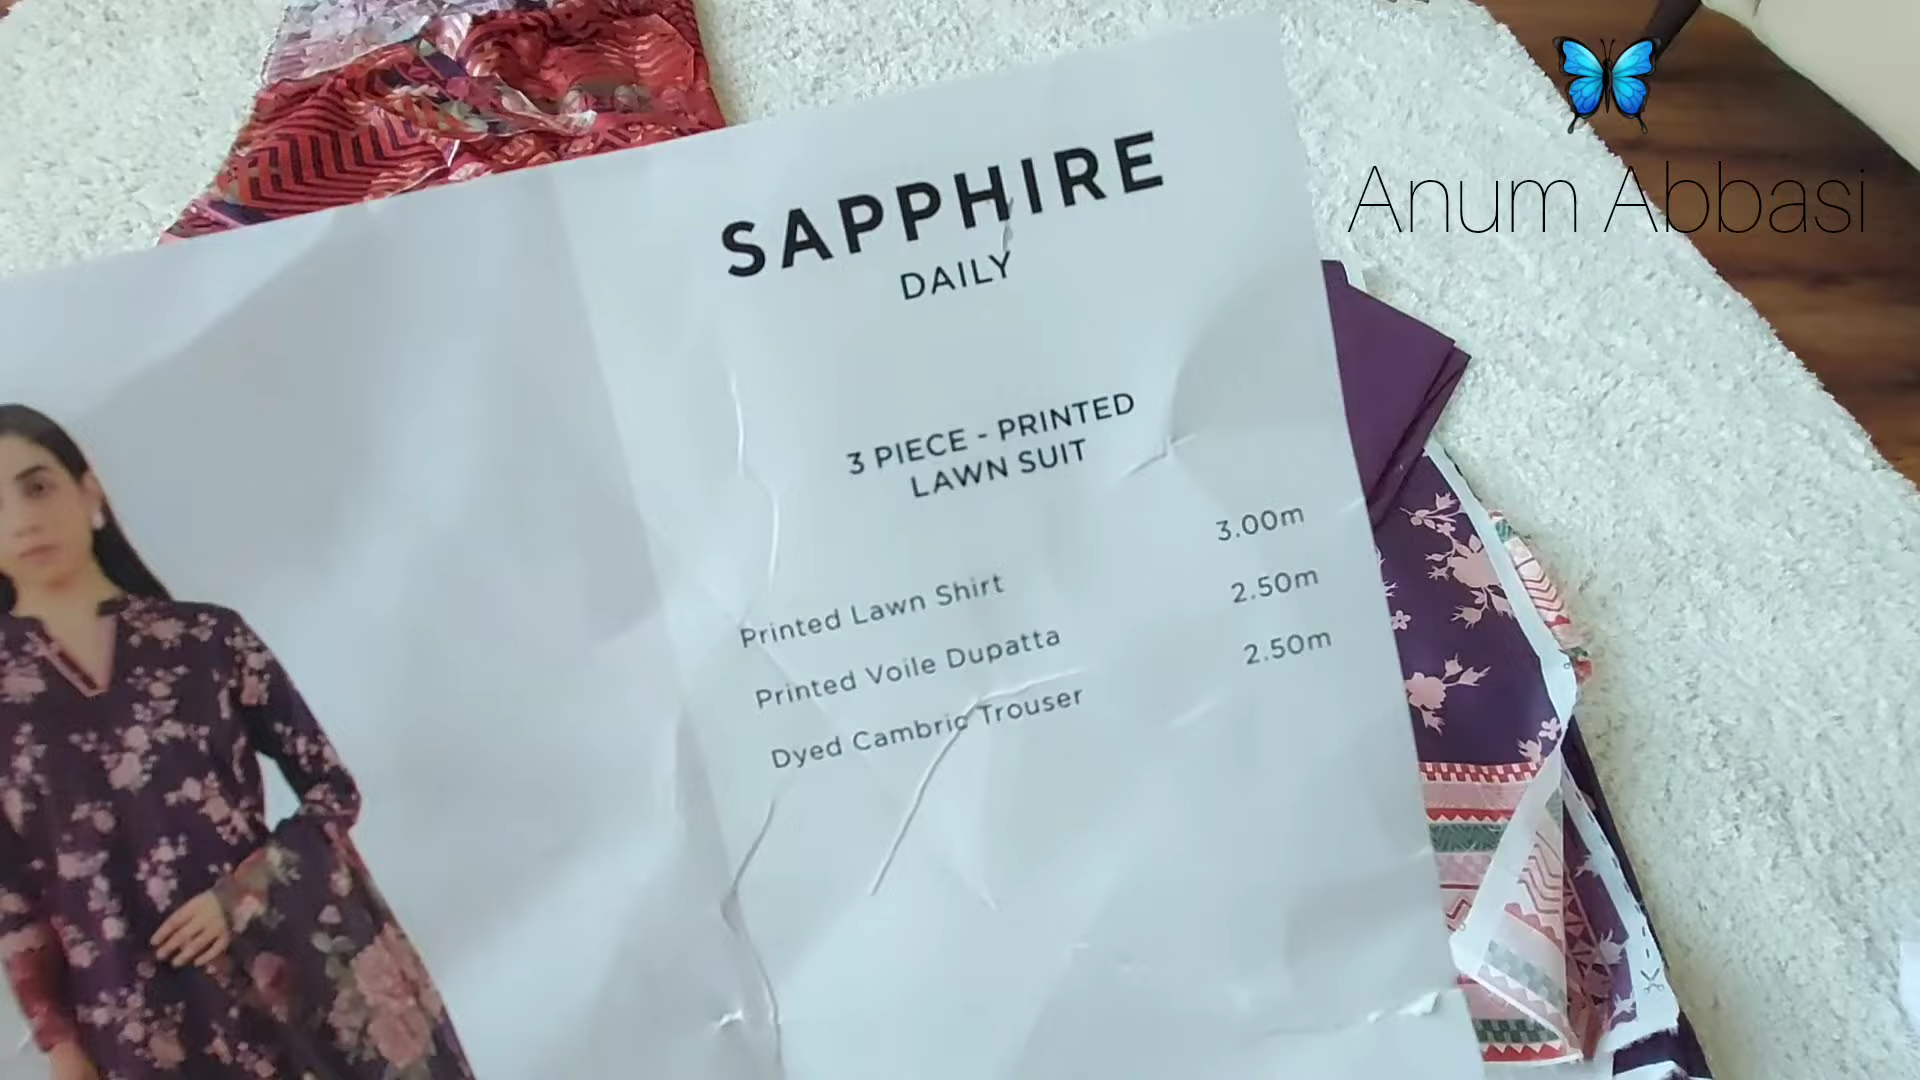 SAPPHIRE
DAILY
3 PIECE - PRINTED
LAWN SUIT
Printed Lawn Shirt 3.00m
Printed Voile Dupatta 2.50m
Dyed Cambric Trouser 2.50m
Anum Abbasi